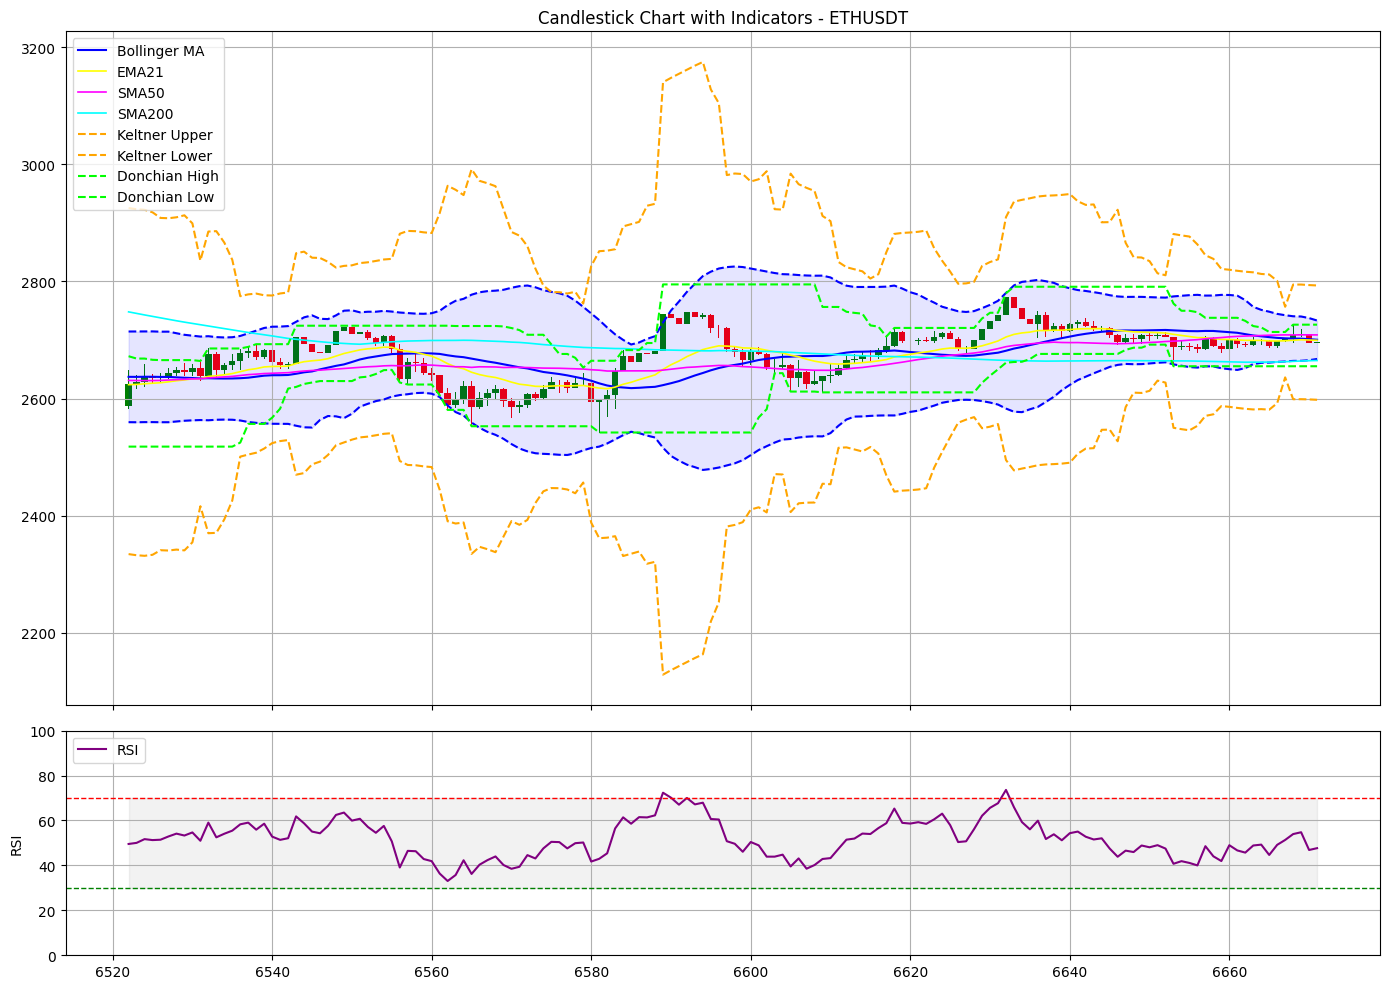 Candlestick Chart with Indicators - ETHUSDT
3200
3000
2800
2600
2400
2200
Bollinger MA
EMA21
SMA50
SMA200
Keltner Upper
Keltner Lower
Donchian High
Donchian Low
100
80
60
40
20
0
RSI
RSI
6520 6540 6560 6580 6600 6620 6640 6660